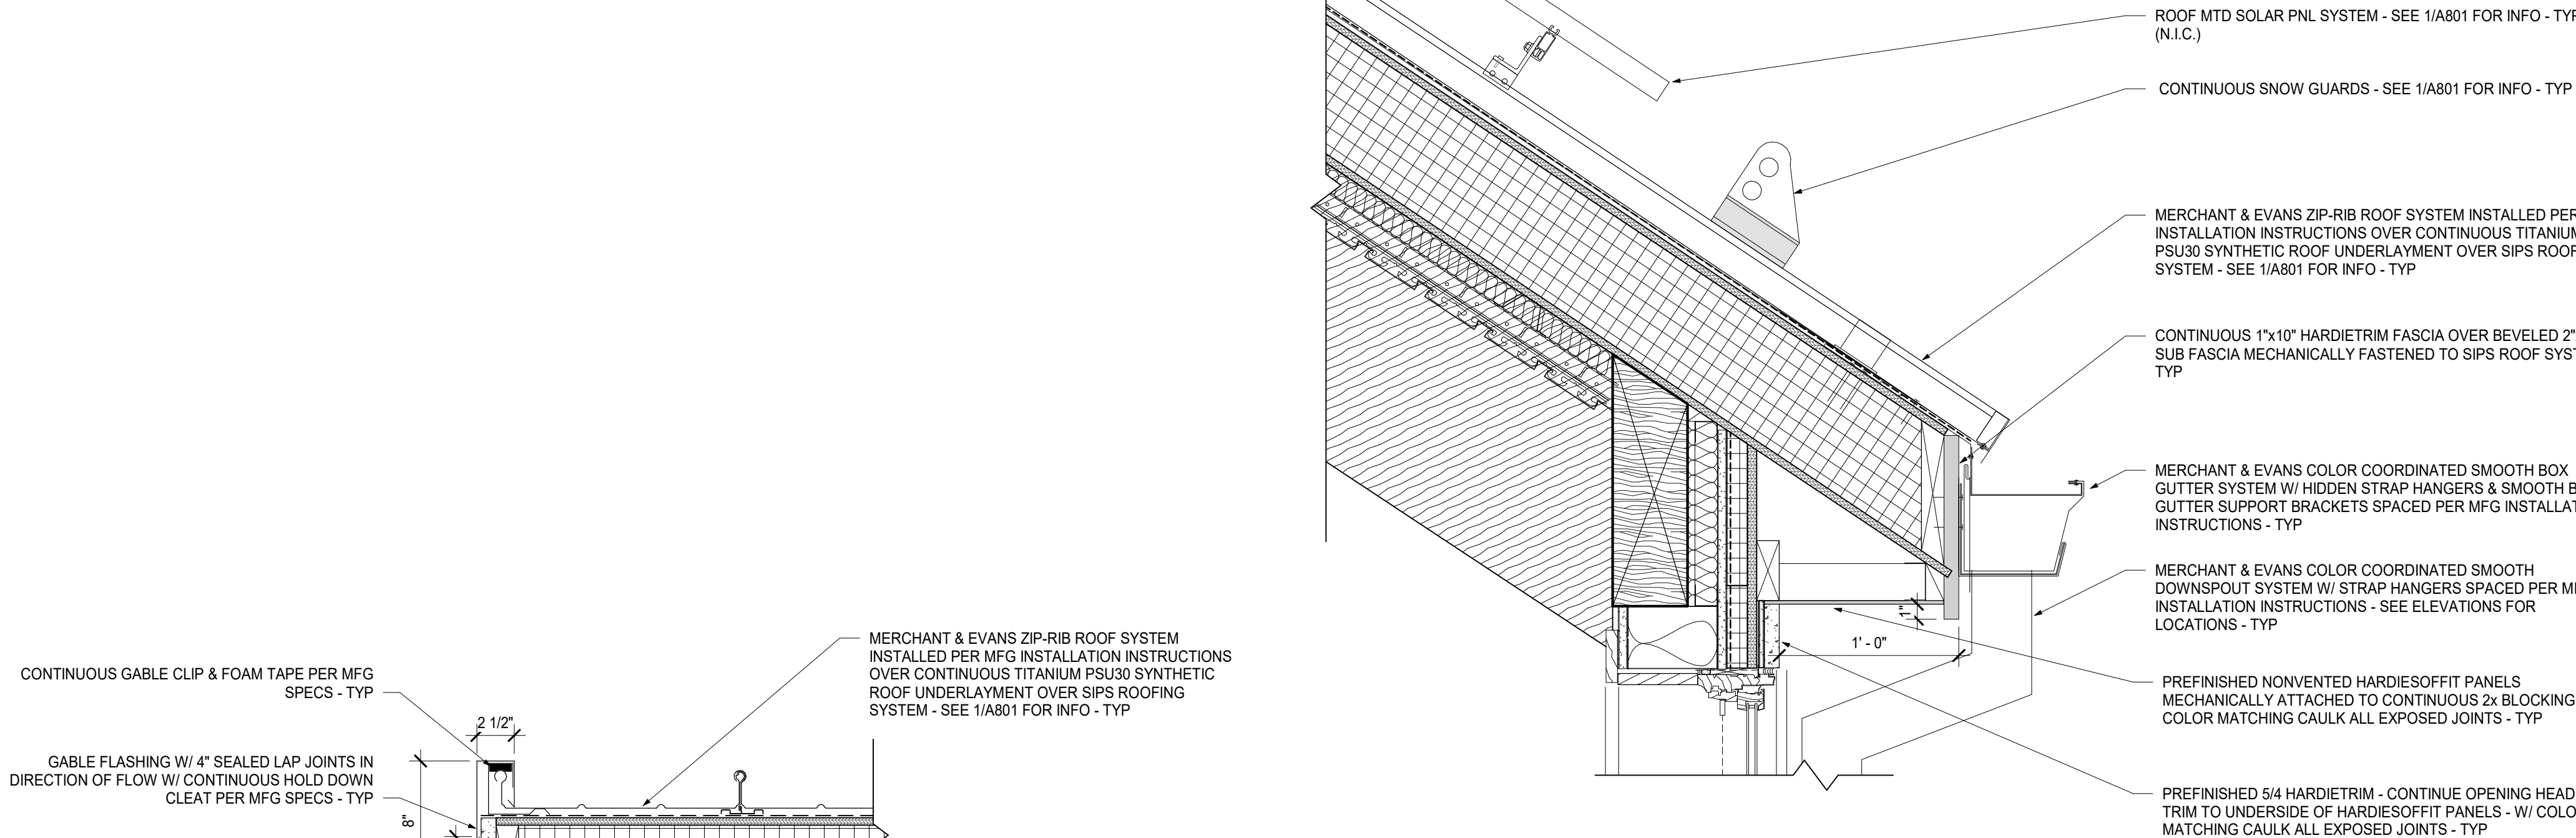 ROOF MTD SOLAR PNL SYSTEM - SEE 1/A801 FOR INFO - TYP
(N.I.C.)
CONTINUOUS SNOW GUARDS - SEE 1/A801 FOR INFO - TYP
MERCHANT & EVANS ZIP-RIB ROOF SYSTEM INSTALLED PER
INSTALLATION INSTRUCTIONS OVER CONTINUOUS TITANIUM
PSU30 SYNTHETIC ROOF UNDERLAYMENT OVER SIPS ROOF
SYSTEM - SEE 1/A801 FOR INFO - TYP
CONTINUOUS 1"x10" HARDIETRIM FASCIA OVER BEVELED 2"
SUB FASCIA MECHANICALLY FASTENED TO SIPS ROOF SYST
TYP
MERCHANT & EVANS COLOR COORDINATED SMOOTH BOX
GUTTER SYSTEM W/ HIDDEN STRAP HANGERS & SMOOTH B
GUTTER SUPPORT BRACKETS SPACED PER MFG INSTALLAT
INSTRUCTIONS - TYP
MERCHANT & EVANS COLOR COORDINATED SMOOTH
DOWNSPOUT SYSTEM W/ STRAP HANGERS SPACED PER M
INSTALLATION INSTRUCTIONS - SEE ELEVATIONS FOR
LOCATIONS - TYP
1"
1' - 0"
PREFINISHED NONVENTED HARDIESOFFIT PANELS
MECHANICALLY ATTACHED TO CONTINUOUS 2x BLOCKING
COLOR MATCHING CAULK ALL EXPOSED JOINTS - TYP
PREFINISHED 5/4 HARDIETRIM - CONTINUE OPENING HEAD
TRIM TO UNDERSIDE OF HARDIESOFFIT PANELS - W/ COLO
MATCHING CAULK ALL EXPOSED JOINTS - TYP
MERCHANT & EVANS ZIP-RIB ROOF SYSTEM
INSTALLED PER MFG INSTALLATION INSTRUCTIONS
OVER CONTINUOUS TITANIUM PSU30 SYNTHETIC
ROOF UNDERLAYMENT OVER SIPS ROOFING
SYSTEM - SEE 1/A801 FOR INFO - TYP
CONTINUOUS GABLE CLIP & FOAM TAPE PER MFG
SPECS - TYP
2 1/2"
GABLE FLASHING W/ 4" SEALED LAP JOINTS IN
DIRECTION OF FLOW W/ CONTINUOUS HOLD DOWN
CLEAT PER MFG SPECS - TYP
8"